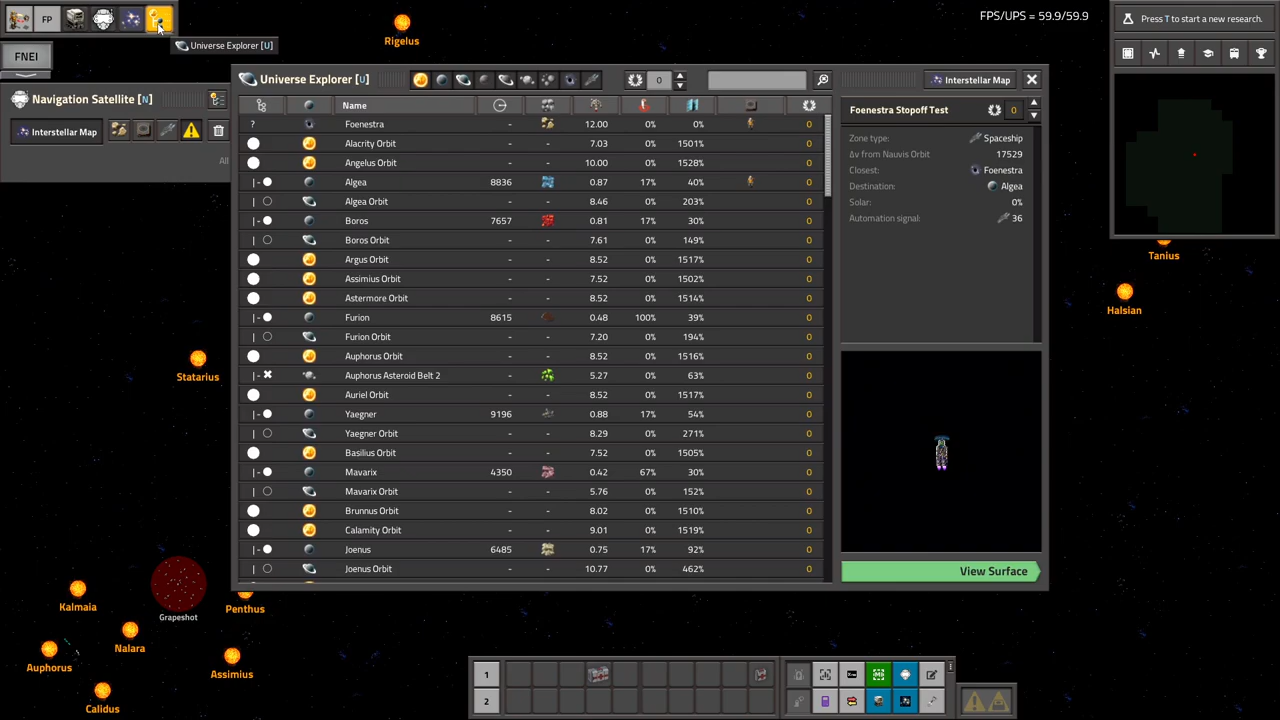 FP
FPS/UPS = 59.9/59.9
Press T to start a new research.
Rigelus
Universe Explorer [U]
FNEI
Universe Explorer [U]
0
Interstellar Map
Navigation Satellite [N]
Interstellar Map
All
Name
? Foenestra - 12.00 0% 0% 0
Alacrity Orbit - - 7.03 0% 1501% 0
Angelus Orbit - - 10.00 0% 1528% 0
|- Algea 8836 0.87 17% 40% 0
| Algea Orbit - - 8.46 0% 203% 0
|- Boros 7657 0.81 17% 30% 0
| Boros Orbit - - 7.61 0% 149% 0
Argus Orbit - - 8.52 0% 1517% 0
Assimius Orbit - - 7.52 0% 1502% 0
Astermore Orbit - - 8.52 0% 1514% 0
|- Furion 8615 0.48 100% 39% 0
| Furion Orbit - - 7.20 0% 194% 0
Auphorus Orbit - - 8.52 0% 1516% 0
|- Auphorus Asteroid Belt 2 - 5.27 0% 63% 0
Auriel Orbit - - 8.52 0% 1517% 0
|- Yaegner 9196 0.88 17% 54% 0
| Yaegner Orbit - - 8.29 0% 271% 0
Basilius Orbit - - 7.52 0% 1505% 0
|- Mavarix 4350 0.42 67% 30% 0
| Mavarix Orbit - - 5.76 0% 152% 0
Brunnus Orbit - - 8.02 0% 1510% 0
Calamity Orbit - - 9.01 0% 1519% 0
|- Joenus 6485 0.75 17% 92% 0
| Joenus Orbit - - 10.77 0% 462% 0
Foenestra Stopoff Test 0
Zone type: Spaceship
Δv from Nauvis Orbit 17529
Closest: Foenestra
Destination: Algea
Solar: 0%
Automation signal: 36
View Surface
Tanius
Halsian
Statarius
Kalmaia
Grapeshot
Penthus
Nalara
Auphorus
Assimius
Calidus
1
2